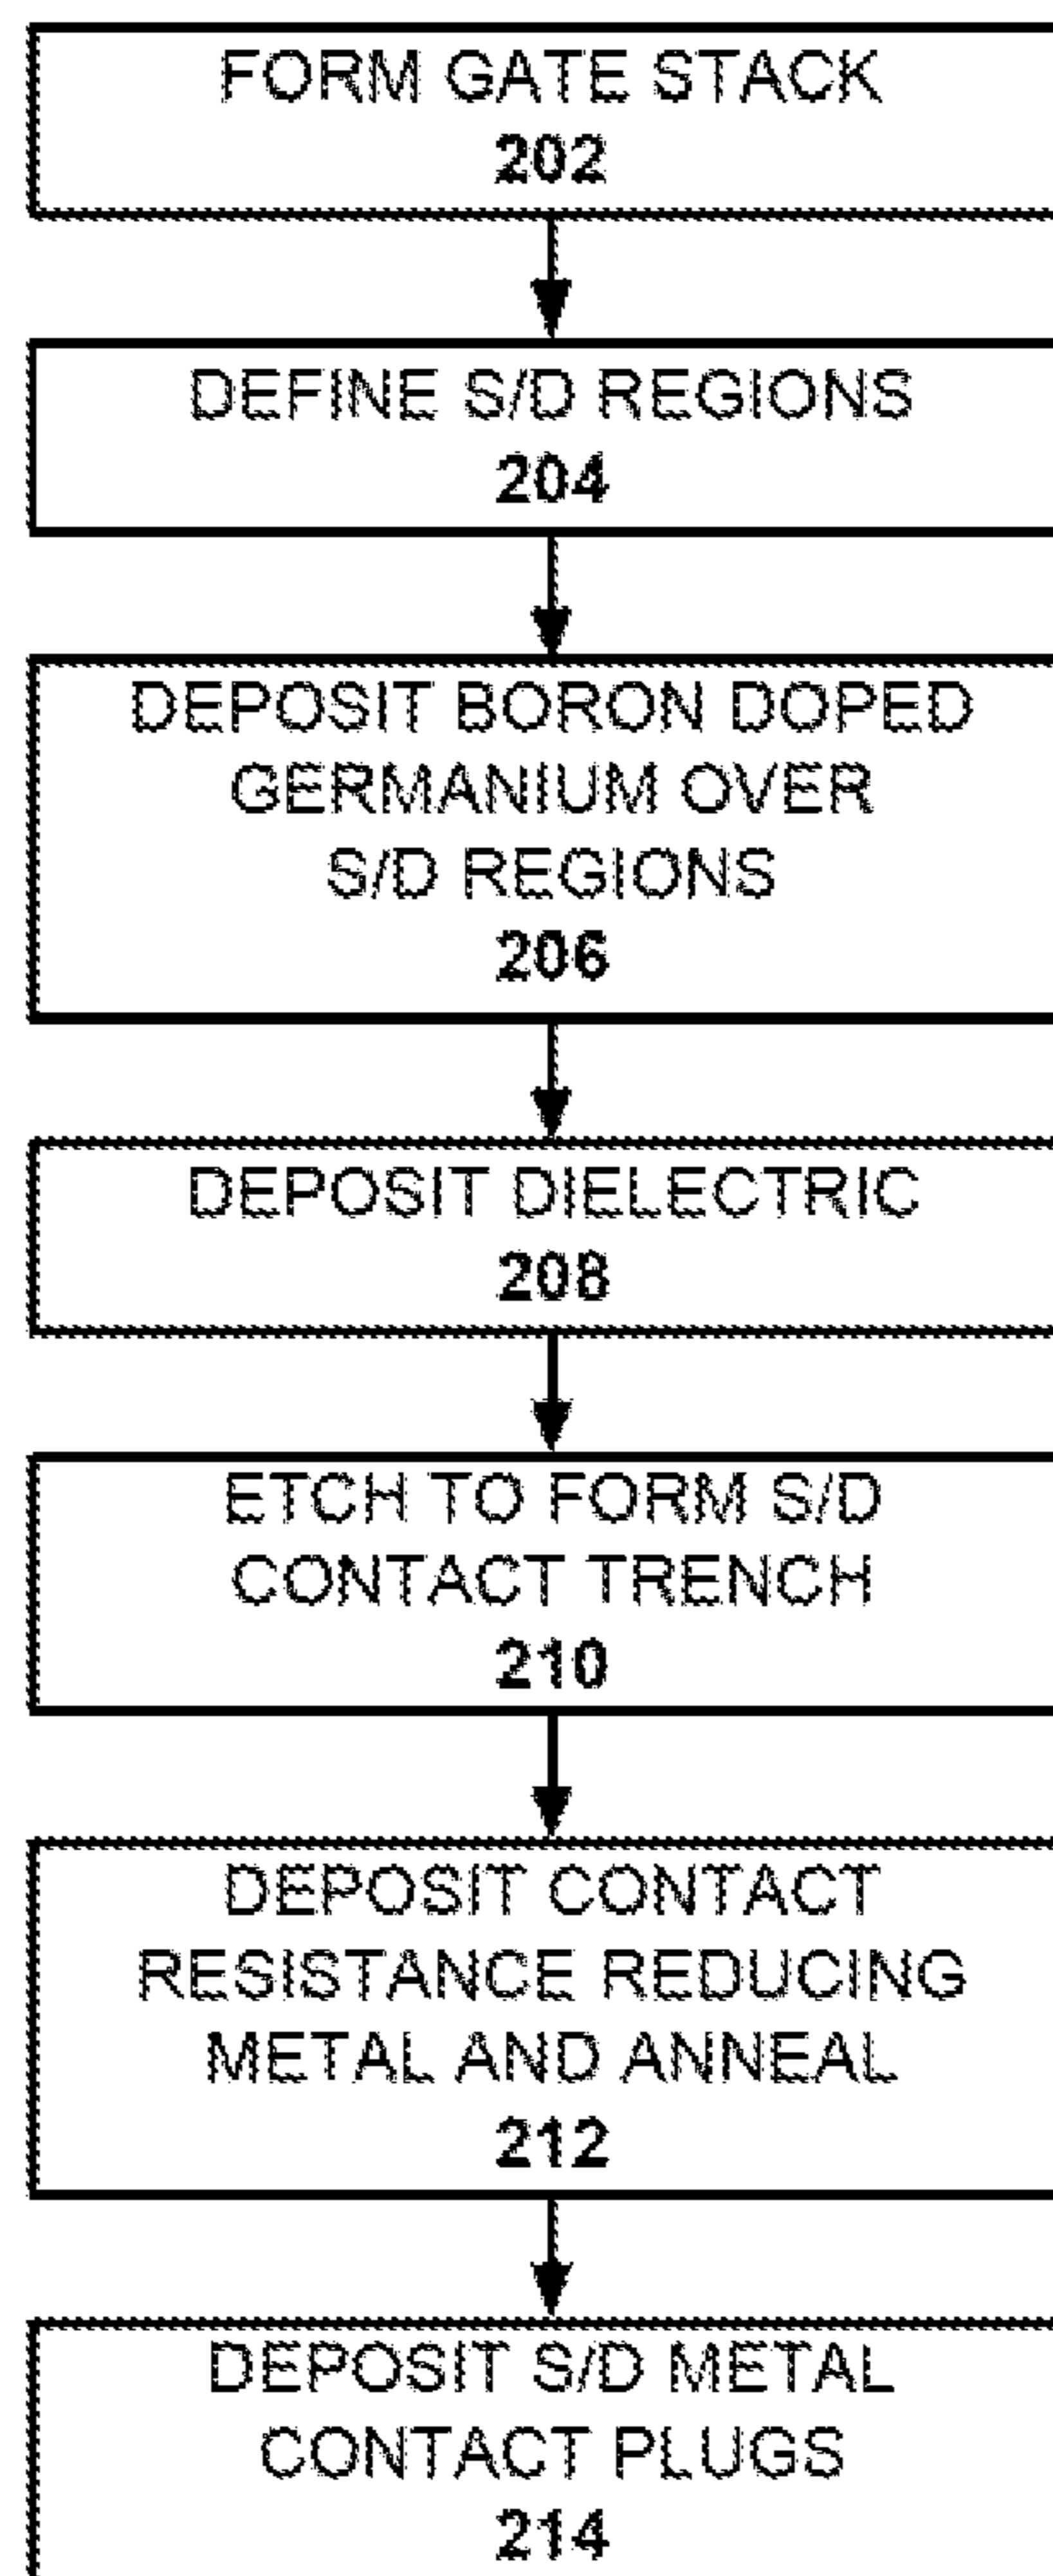 FORM GATE STACK
202
DEFINE S/D REGIONS
204
DEPOSIT BORON DOPED
GERMANIUM OVER
S/D REGIONS
206
DEPOSIT DIELECTRIC
208
ETCH TO FORM S/D
CONTACT TRENCH
210
DEPOSIT CONTACT
RESISTANCE REDUCING
METAL AND ANNEAL
212
DEPOSIT S/D METAL
CONTACT PLUGS
214